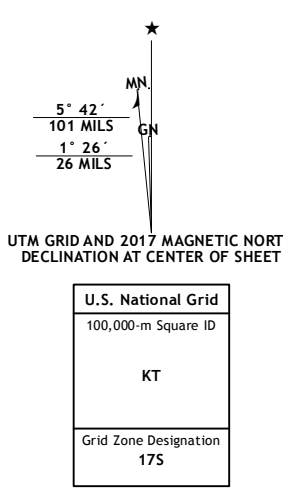 MN.
5° 42´
101 MILS
GN
1° 26´
26 MILS
UTM GRID AND 2017 MAGNETIC NORT
DECLINATION AT CENTER OF SHEET
U.S. National Grid
100,000-m Square ID
KT
Grid Zone Designation
17S